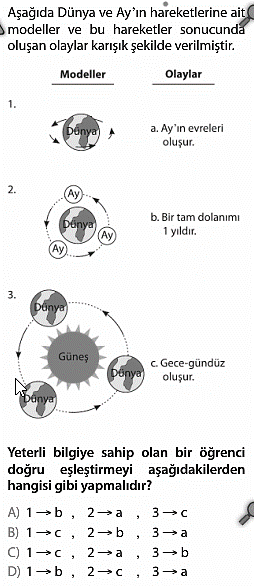 Aşağıda Dünya ve Ay'ın hareketlerine ait
modeller ve bu hareketler sonucunda
oluşan olaylar karışık şekilde verilmiştir.
Modeller Olaylar
1.
Dünya
a. Ay'ın evreleri
oluşur.
2.
Ay
Dünya
Ay
Ay
b. Bir tam dolanımı
1 yıldır.
3.
Dünya
Güneş
Dünya
Dünya
c. Gece-gündüz
oluşur.
Yeterli bilgiye sahip olan bir öğrenci
doğru eşleştirmeyi aşağıdakilerden
hangisi gibi yapmalıdır?
A) 1→b , 2→a , 3→c
B) 1→c , 2→b , 3→a
C) 1→c , 2→a , 3→b
D) 1→b , 2→c , 3→a